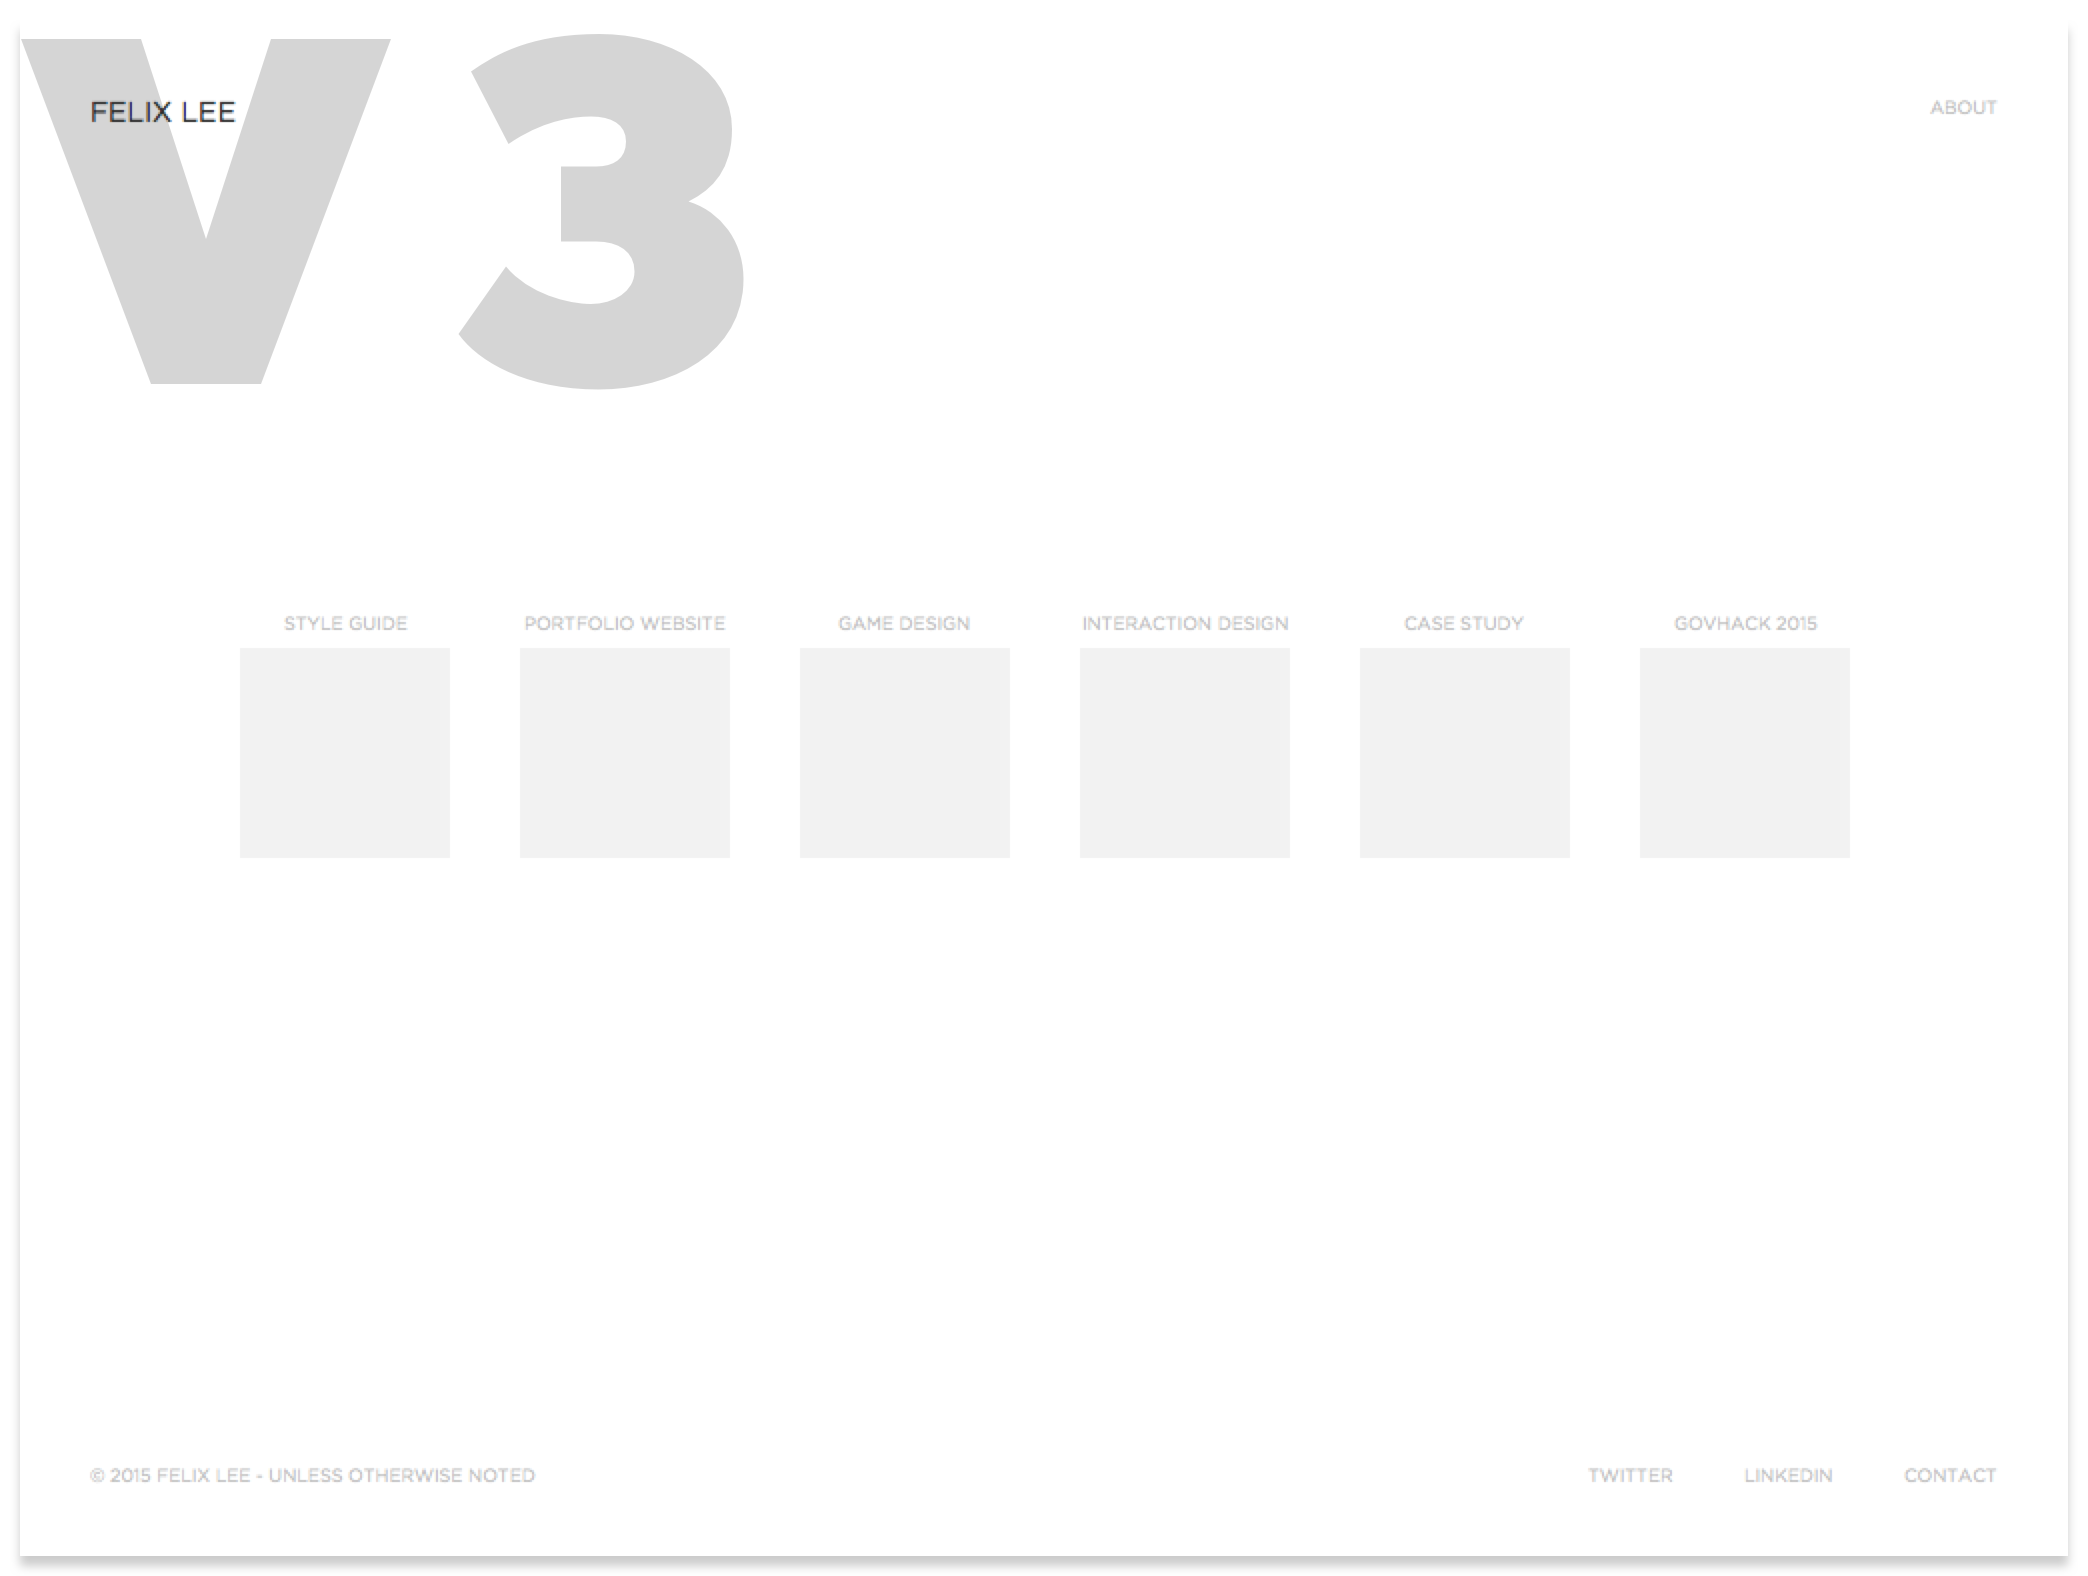 V3
FELIX LEE
ABOUT
STYLE GUIDE
PORTFOLIO WEBSITE
GAME DESIGN
INTERACTION DESIGN
CASE STUDY
GOVHACK 2015
© 2015 FELIX LEE - UNLESS OTHERWISE NOTED
TWITTER
LINKEDIN
CONTACT